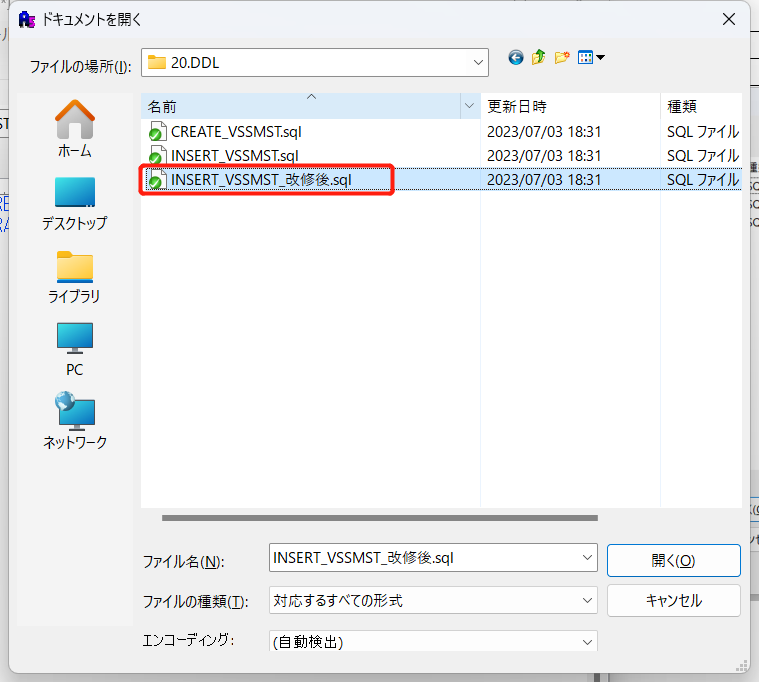 ドキュメントを開く
ファイルの場所(I):
20.DDL
名前
更新日時
種類
CREATE_VSSMST.sql
2023/07/03 18:31
SQL ファイル
INSERT_VSSMST.sql
2023/07/03 18:31
SQL ファイル
INSERT_VSSMST_改修後.sql
2023/07/03 18:31
SQL ファイル
ホーム
デスクトップ
ライブラリ
PC
ネットワーク
ファイル名(N):
INSERT_VSSMST_改修後.sql
開く(O)
ファイルの種類(T):
対応するすべての形式
キャンセル
エンコーディング:
(自動検出)